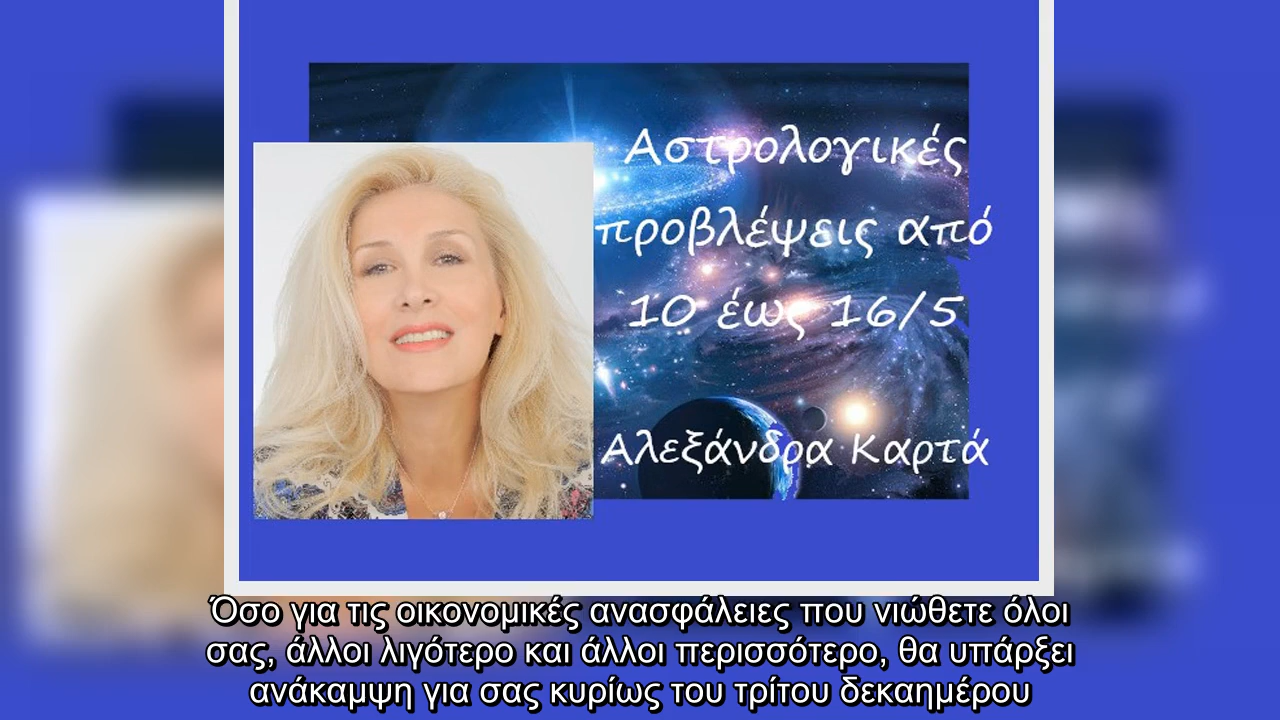 Αστρολογικές
προβλέψεις από
10 έως 16/5
Αλεξάνδρα Καρτά
Όσο για τις οικονομικές ανασφάλειες που νιώθετε όλοι
σας, άλλοι λιγότερο και άλλοι περισσότερο, θα υπάρξει
ανάκαμψη για σας κυρίως του τρίτου δεκαημέρου